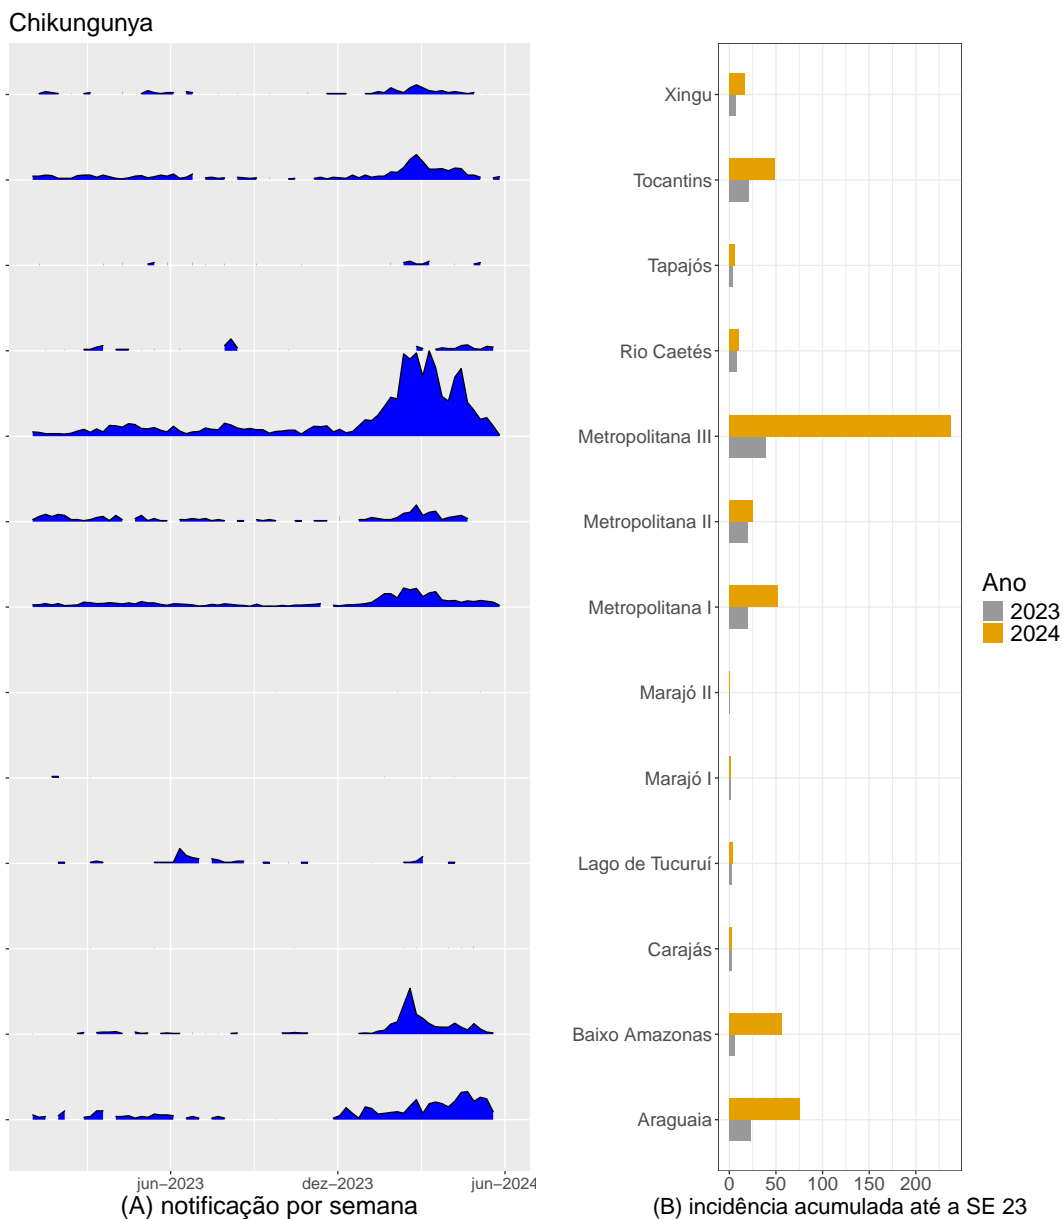 Chikungunya
Xingu
Tocantins
Tapajós
Rio Caetés
Metropolitana III
Metropolitana II
Metropolitana I
Marajó II
Marajó I
Lago de Tucuruí
Carajás
Baixo Amazonas
Araguaia
Ano
2023
2024
jun−2023 dez−2023 jun−2024
(A) notificação por semana
0 50 100 150 200
(B) incidência acumulada até a SE 23